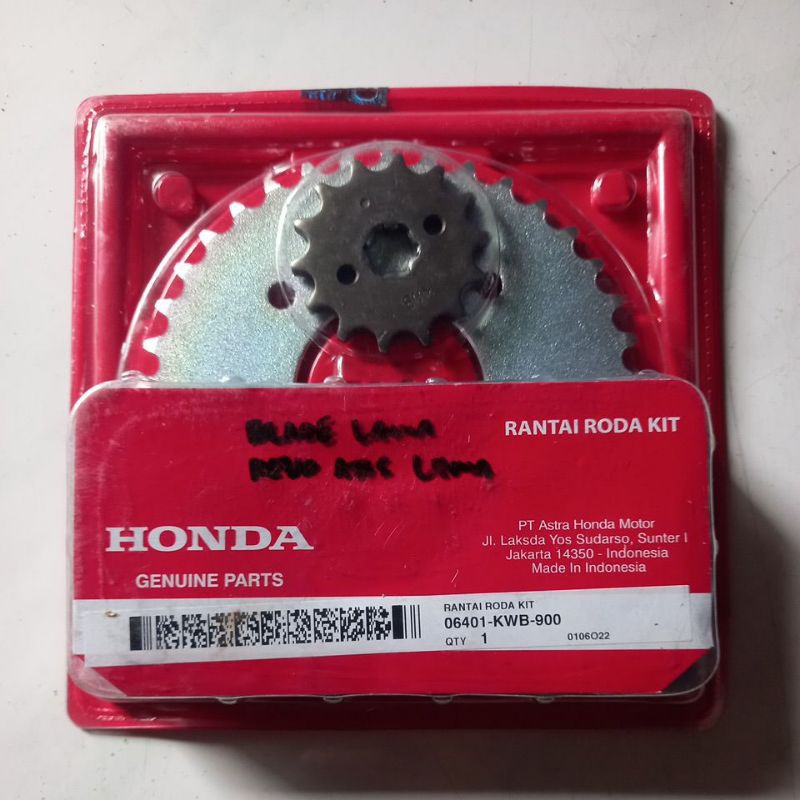 BLADE LAMA
REVO ABS LAMA
RANTAI RODA KIT
HONDA
GENUINE PARTS
PT Astra Honda Motor
Jl. Laksda Yos Sudarso, Sunter I
Jakarta 14350 - Indonesia
Made In Indonesia
RANTAI RODA KIT
06401-KWB-900
QTY 1
0106O22